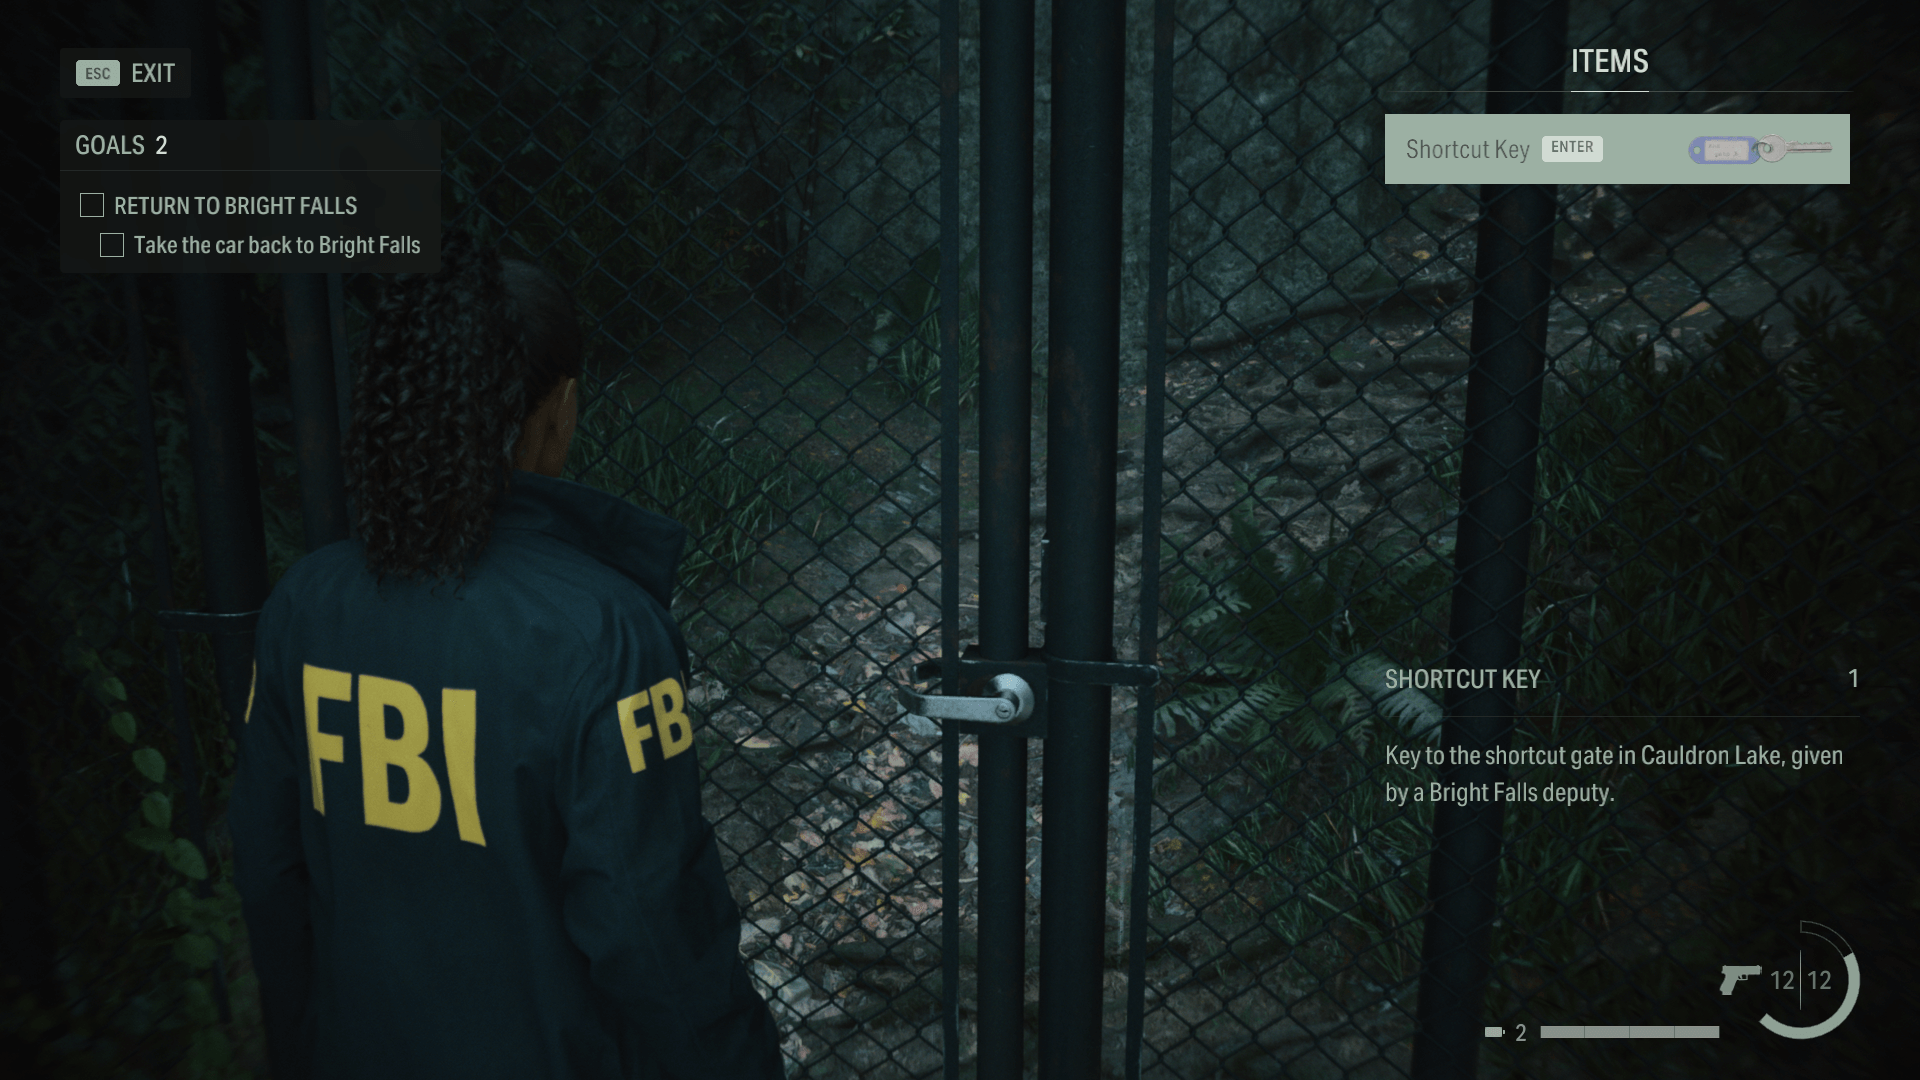 ESC EXIT
GOALS 2
RETURN TO BRIGHT FALLS
Take the car back to Bright Falls
ITEMS
Shortcut Key ENTER
FBI
FBI
SHORTCUT KEY 1
Key to the shortcut gate in Cauldron Lake, given
by a Bright Falls deputy.
12 12
2